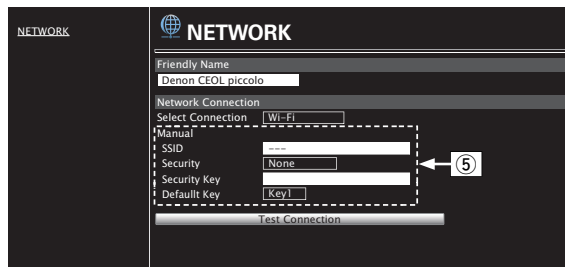 NETWORK
NETWORK
Friendly Name
Denon CEOL piccolo
Network Connection
Select Connection Wi-Fi
Manual
SSID ---
Security None
Security Key
Defaullt Key Key1
⑤
Test Connection